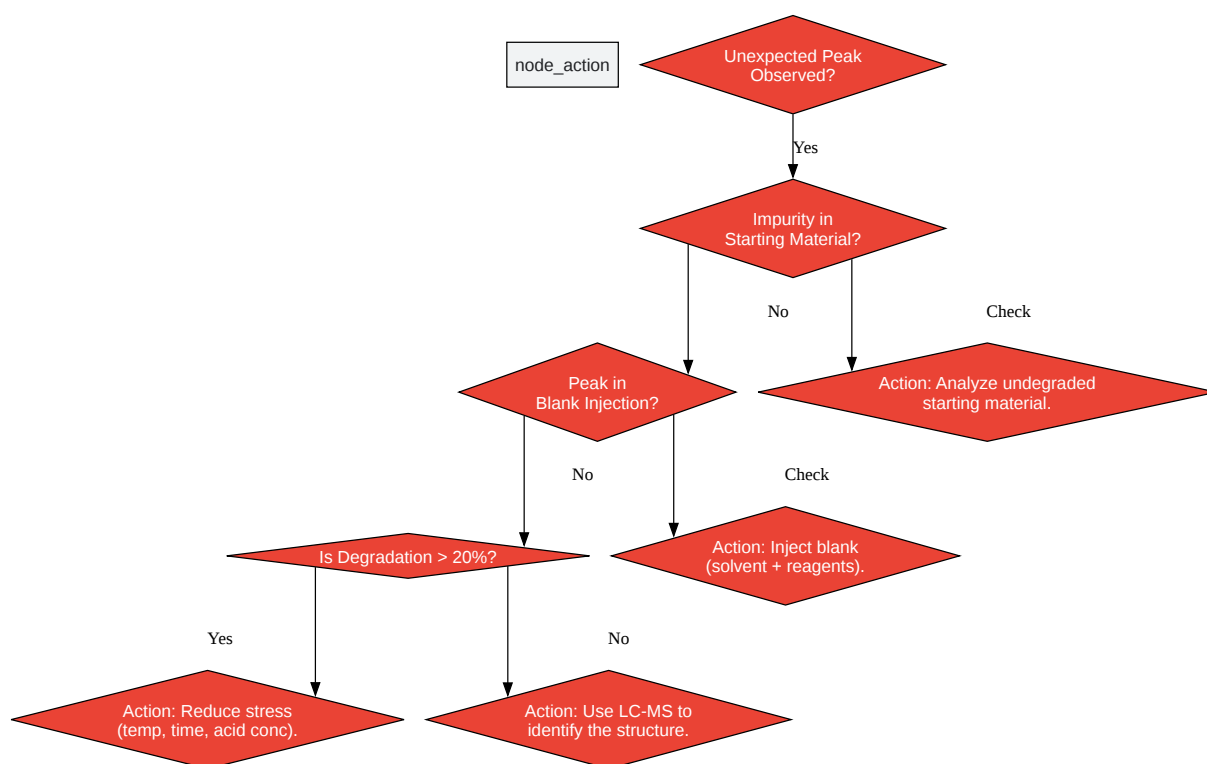 node_action
Unexpected Peak
Observed?
Yes
Impurity in
Starting Material?
No
Check
Peak in
Blank Injection?
Action: Analyze undegraded
starting material.
No
Check
Is Degradation > 20%?
Action: Inject blank
(solvent + reagents).
Yes
No
Action: Reduce stress
(temp, time, acid conc).
Action: Use LC-MS to
identify the structure.